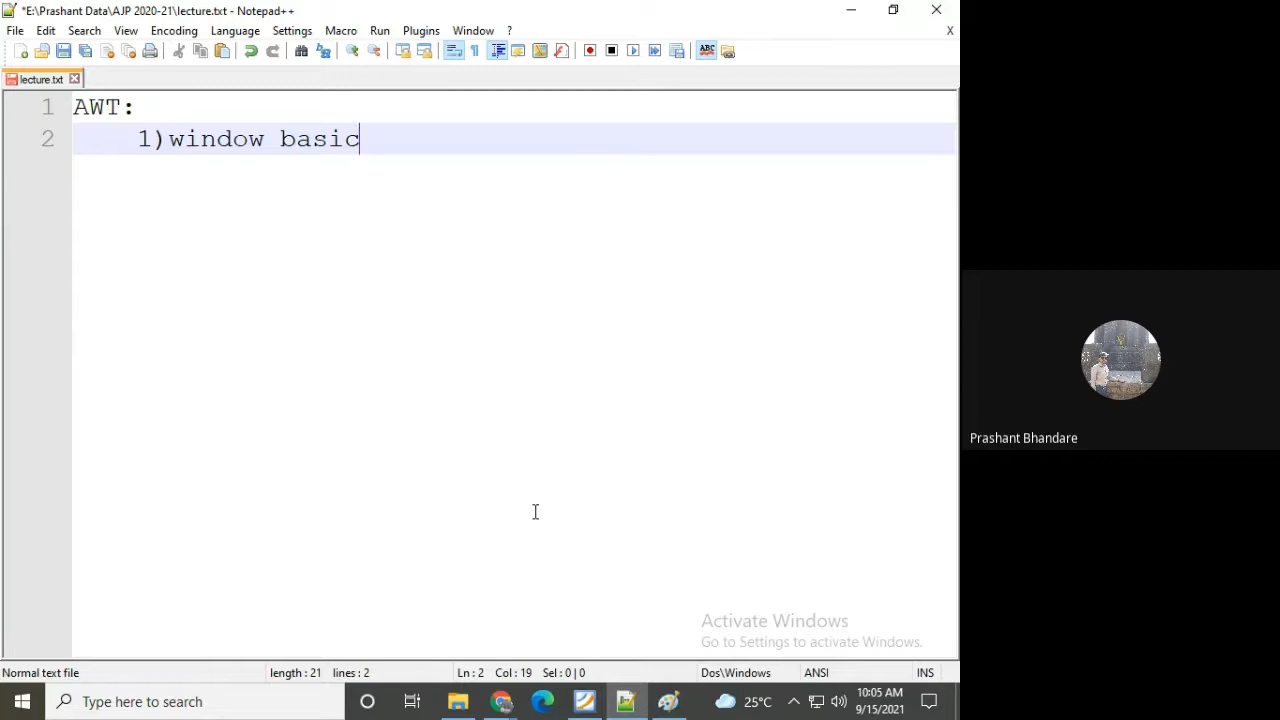 *E:\Prashant Data\AJP 2020-21\lecture.txt - Notepad++
File Edit Search View Encoding Language Settings Macro Run Plugins Window ? X
lecture.txt
1 AWT:
2 1)window basic
Prashant Bhandare
Activate Windows
Go to Settings to activate Windows.
Normal text file length : 21 lines : 2 Ln : 2 Col : 19 Sel : 0 | 0 Dos\Windows ANSI INS
Type here to search 25°C 10:05 AM
9/15/2021